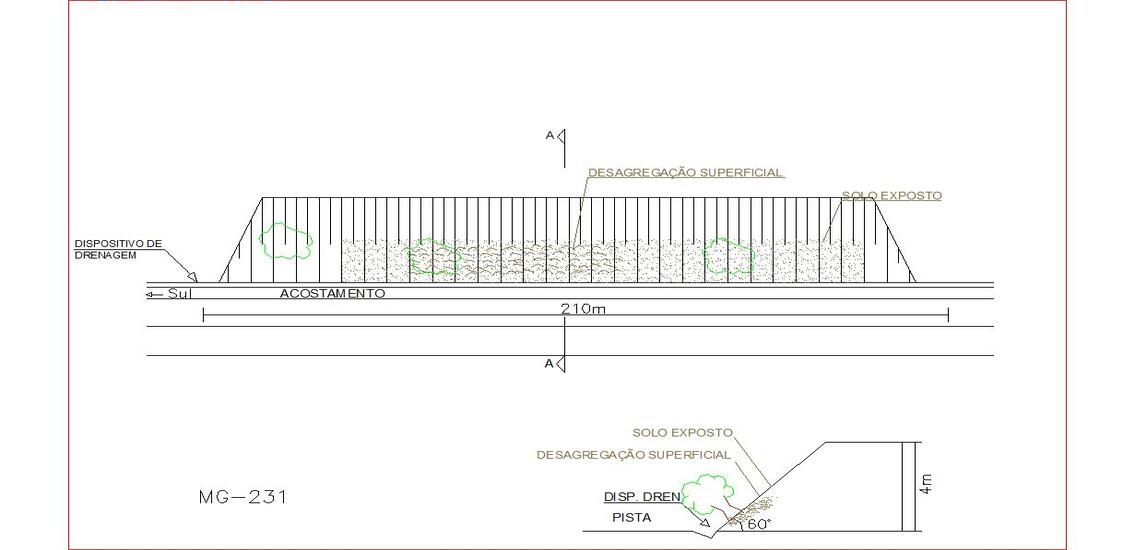 A
DESAGREGAÇÃO SUPERFICIAL
SOLO EXPOSTO
DISPOSITIVO DE
DRENAGEM
Sul
ACOSTAMENTO
210m
A
SOLO EXPOSTO
DESAGREGAÇÃO SUPERFICIAL
MG-231
DISP. DREN
PISTA
60°
4m